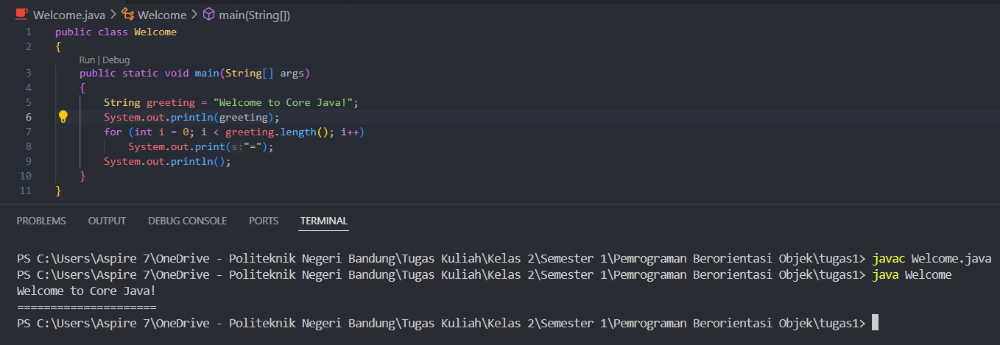 Welcome.java > Welcome > main(String[])
1 public class Welcome
2 {
Run | Debug
3 public static void main(String[] args)
4 {
5 String greeting = "Welcome to Core Java!";
6 System.out.println(greeting);
7 for (int i = 0; i < greeting.length(); i++)
8 System.out.print(s:"=");
9 System.out.println();
10 }
11 }
PROBLEMS OUTPUT DEBUG CONSOLE PORTS TERMINAL
PS C:\Users\Aspire 7\OneDrive - Politeknik Negeri Bandung\Tugas Kuliah\Kelas 2\Semester 1\Pemrograman Berorientasi Objek\tugas1> javac Welcome.java
PS C:\Users\Aspire 7\OneDrive - Politeknik Negeri Bandung\Tugas Kuliah\Kelas 2\Semester 1\Pemrograman Berorientasi Objek\tugas1> java Welcome
Welcome to Core Java!
=====================
PS C:\Users\Aspire 7\OneDrive - Politeknik Negeri Bandung\Tugas Kuliah\Kelas 2\Semester 1\Pemrograman Berorientasi Objek\tugas1>